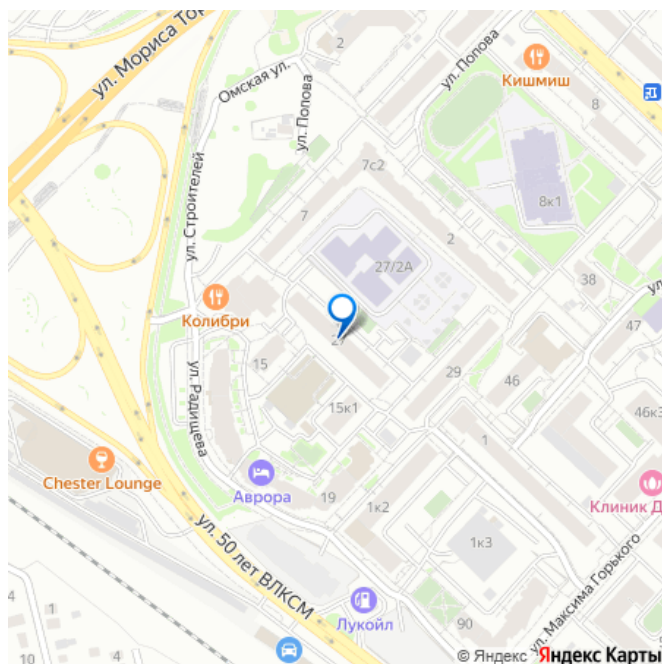 ул. Мориса Тор
2
ул. Попова
Кишмиш
8
Омская ул.
ул. Попова
7с2
8к1
ул. Строителей
7
2
27/2А
38
Колибри
27
47
15
29
46
ул. Радищева
15к1
46к3
1
Chester Lounge
Аврора
19
1к2
Клиник Д
1к3
ул. 50 лет ВЛКСМ
ул. Максима Горького
4
1
Лукойл
90
10
4
© Яндекс Яндекс Карты